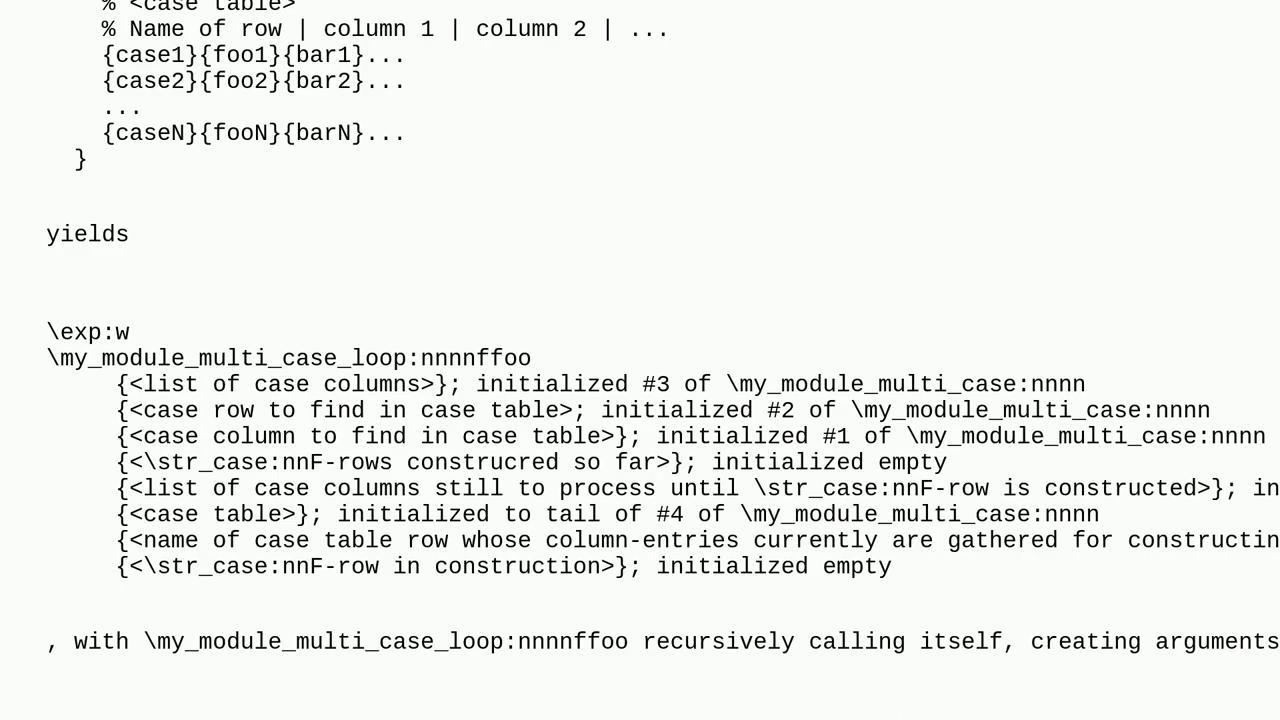 % <case table>
% Name of row | column 1 | column 2 | ...
{case1}{foo1}{bar1}...
{case2}{foo2}{bar2}...
...
{caseN}{fooN}{barN}...
}
yields
\exp:w
\my_module_multi_case_loop:nnnnffoo
{<list of case columns>}; initialized #3 of \my_module_multi_case:nnnn
{<case row to find in case table>; initialized #2 of \my_module_multi_case:nnnn
{<case column to find in case table>}; initialized #1 of \my_module_multi_case:nnnn
{<\str_case:nnF-rows construcred so far>}; initialized empty
{<list of case columns still to process until \str_case:nnF-row is constructed>}; in
{<case table>}; initialized to tail of #4 of \my_module_multi_case:nnnn
{<name of case table row whose column-entries currently are gathered for constructin
{<\str_case:nnF-row in construction>}; initialized empty
, with \my_module_multi_case_loop:nnnnffoo recursively calling itself, creating arguments